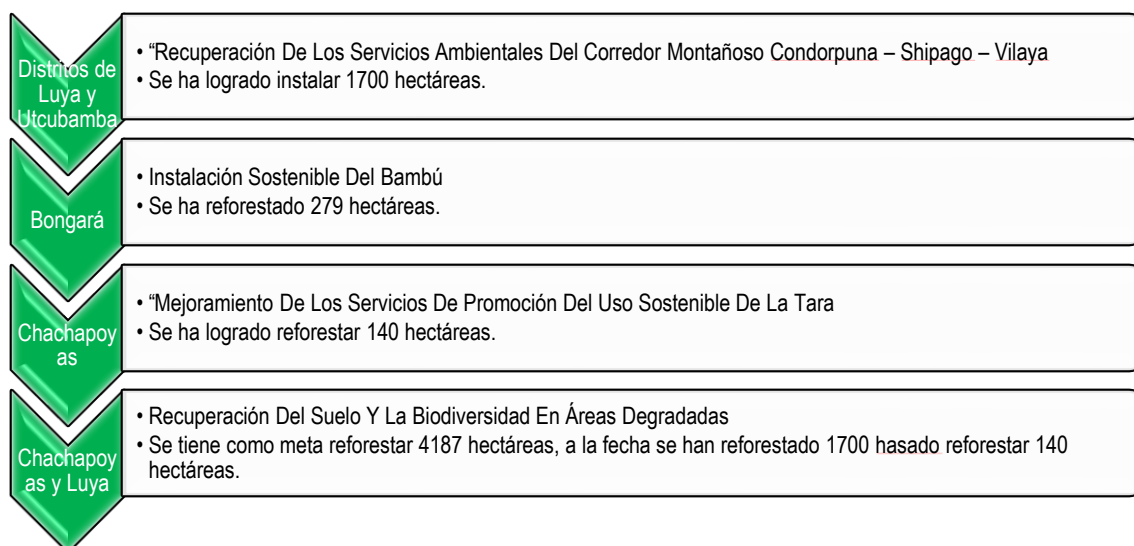 Distritos de
Luya y
Utcubamba
• “Recuperación De Los Servicios Ambientales Del Corredor Montañoso Condorpuna – Shipago – Vilaya
• Se ha logrado instalar 1700 hectáreas.
Bongará
• Instalación Sostenible Del Bambú
• Se ha reforestado 279 hectáreas.
Chachapoy
as
• “Mejoramiento De Los Servicios De Promoción Del Uso Sostenible De La Tara
• Se ha logrado reforestar 140 hectáreas.
Chachapoy
as y Luya
• Recuperación Del Suelo Y La Biodiversidad En Áreas Degradadas
• Se tiene como meta reforestar 4187 hectáreas, a la fecha se han reforestado 1700 hasado reforestar 140
hectáreas.